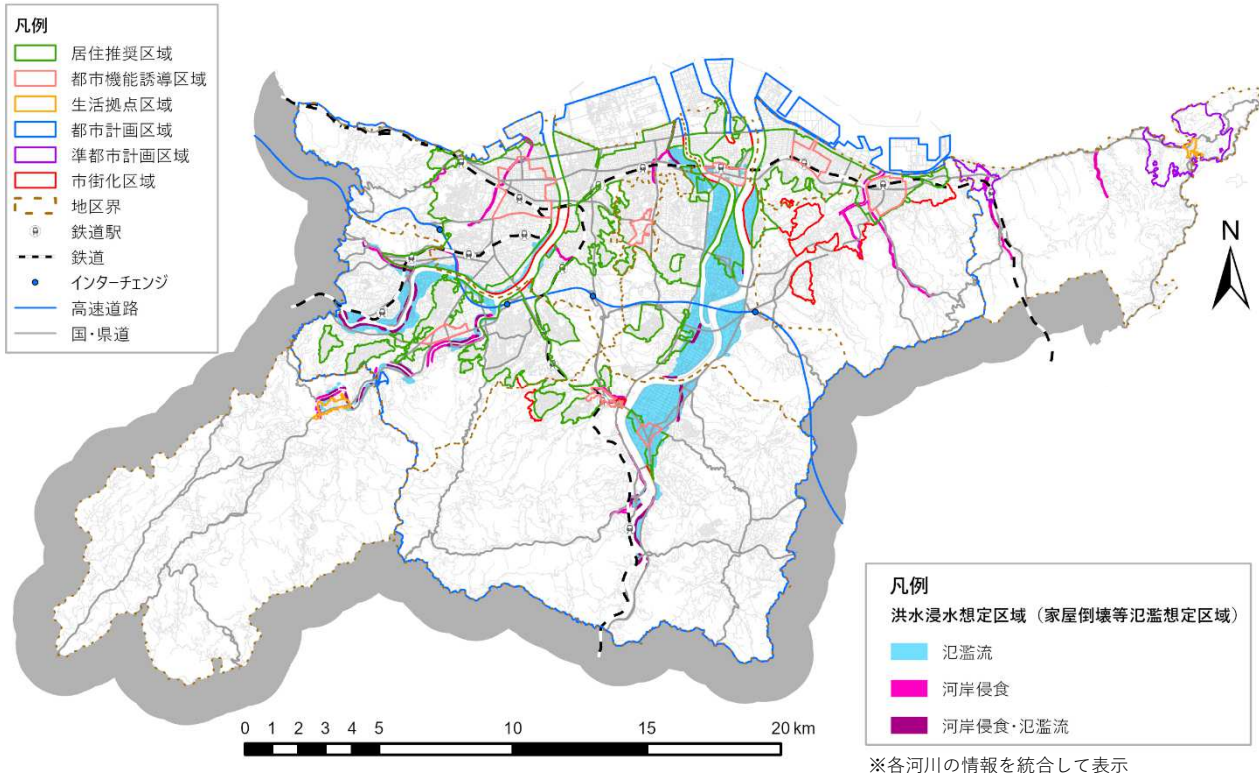 凡例
居住推奨区域
都市機能誘導区域
生活拠点区域
都市計画区域
準都市計画区域
市街化区域
地区界
鉄道駅
鉄道
インターチェンジ
高速道路
国・県道
N
0 1 2 3 4 5 10 15 20 km
凡例
洪水浸水想定区域（家屋倒壊等氾濫想定区域）
氾濫流
河岸侵食
河岸侵食・氾濫流
※各河川の情報を統合して表示